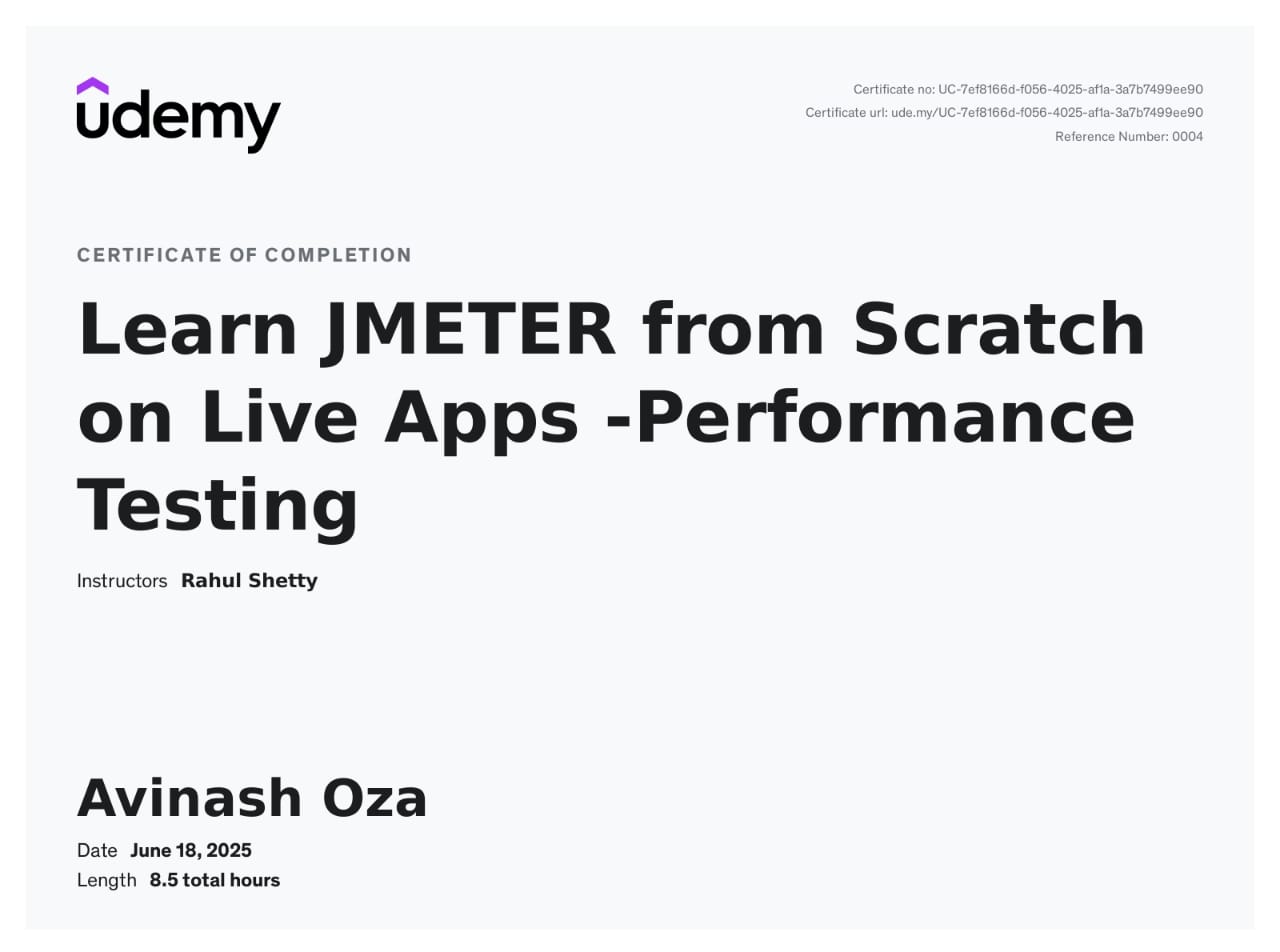 udemy
Certificate no: UC-7ef8166d-f056-4025-af1a-3a7b7499ee90
Certificate url: ude.my/UC-7ef8166d-f056-4025-af1a-3a7b7499ee90
Reference Number: 0004
CERTIFICATE OF COMPLETION
Learn JMETER from Scratch
on Live Apps -Performance
Testing
Instructors Rahul Shetty
Avinash Oza
Date June 18, 2025
Length 8.5 total hours